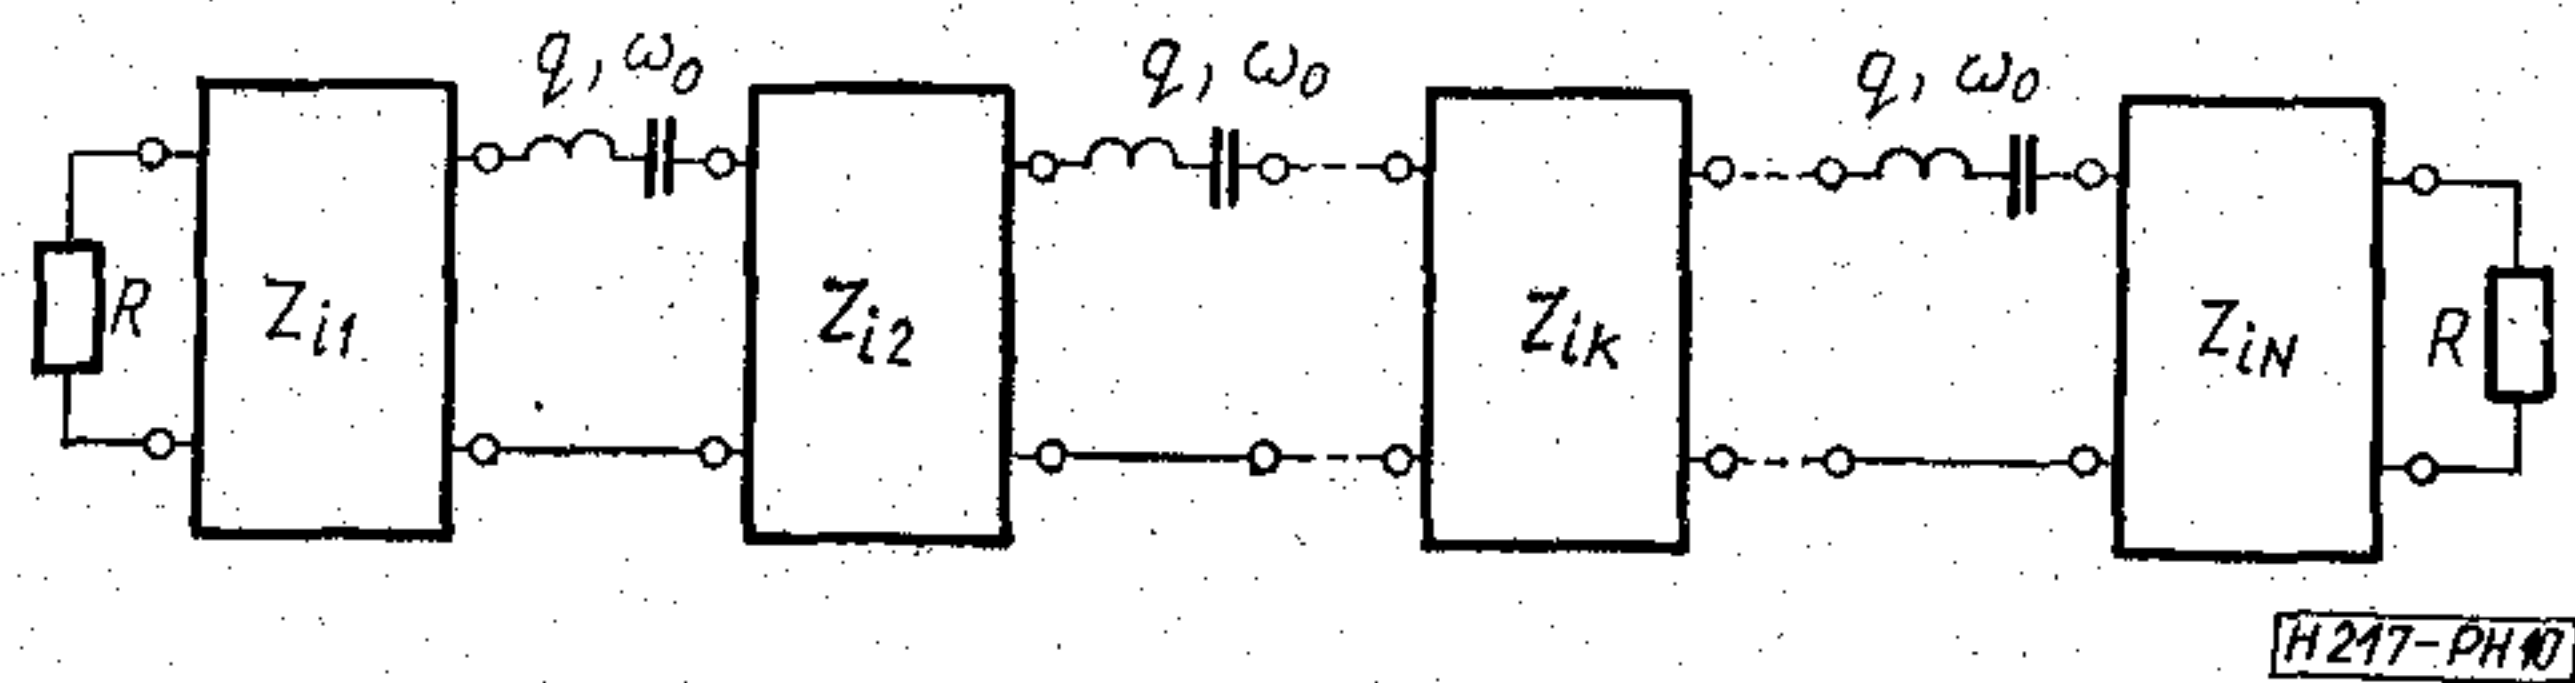 q, ω₀
q, ω₀
q, ω₀
R
Zi1
Zi2
Zik
ZiN
R
H217-PH10